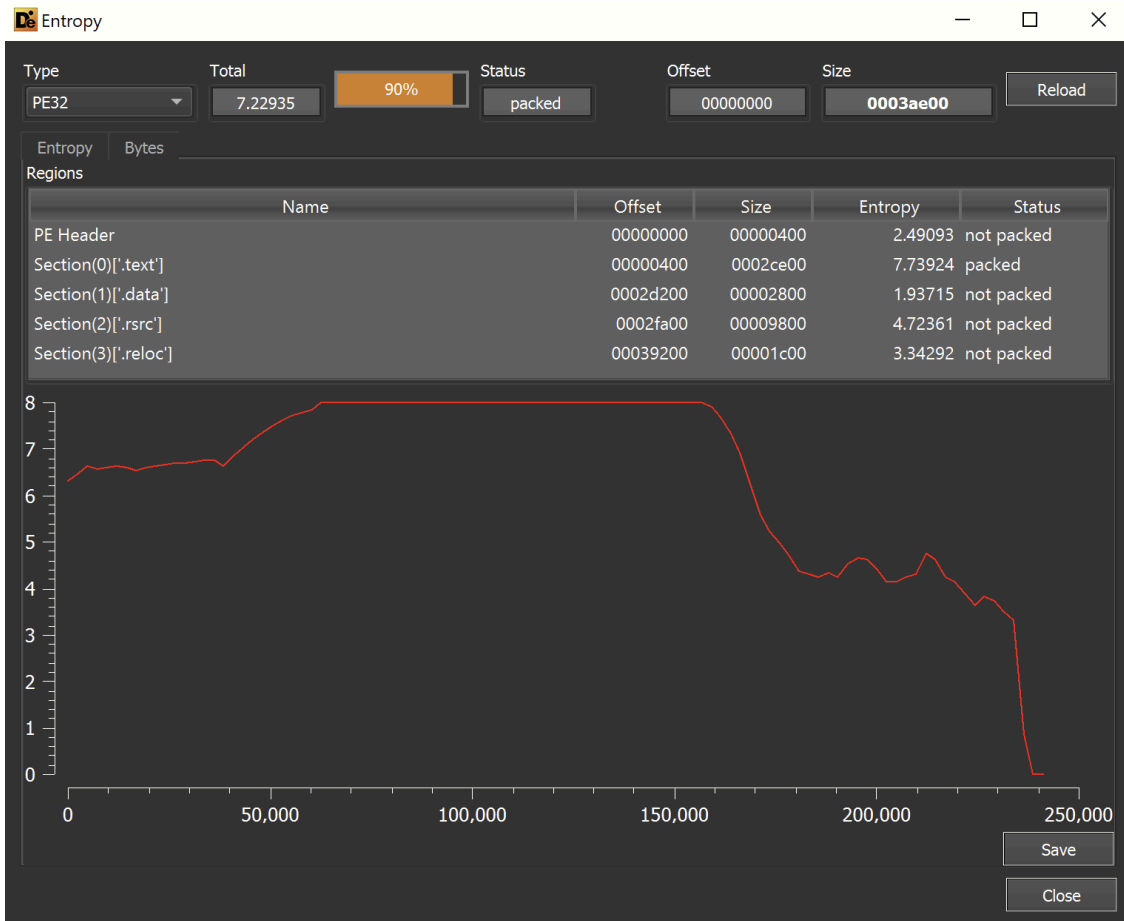 De Entropy
Type Total Status Offset Size
PE32 7.22935 90% packed 00000000 0003ae00 Reload
Entropy Bytes
Regions
Name Offset Size Entropy Status
PE Header 00000000 00000400 2.49093 not packed
Section(0)['.text'] 00000400 0002ce00 7.73924 packed
Section(1)['.data'] 0002d200 00002800 1.93715 not packed
Section(2)['.rsrc'] 0002fa00 00009800 4.72361 not packed
Section(3)['.reloc'] 00039200 00001c00 3.34292 not packed
8
7
6
5
4
3
2
1
0
0 50,000 100,000 150,000 200,000 250,000
Save
Close